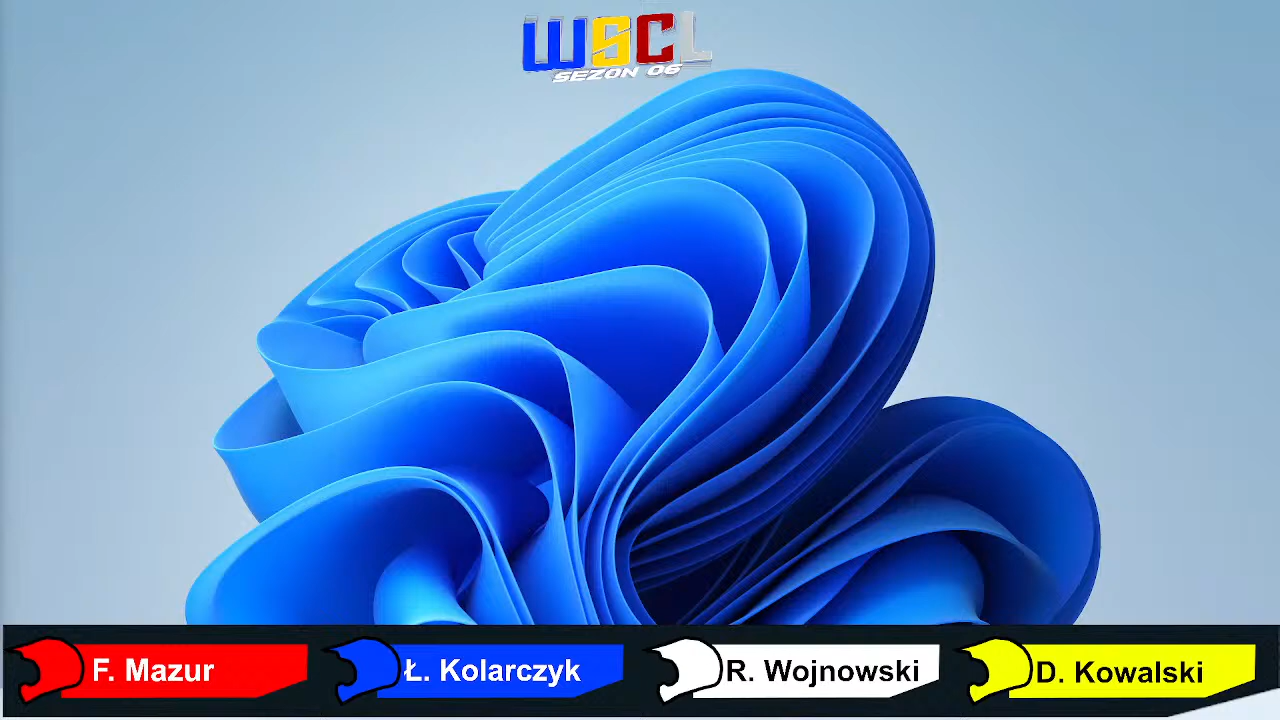 WSCL
SEZON 06
F. Mazur
Ł. Kolarczyk
R. Wojnowski
D. Kowalski